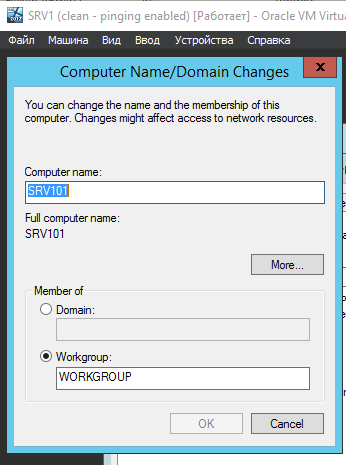 SRV1 (clean - pinging enabled) [Работает] - Oracle VM Virtu
Файл Машина Вид Ввод Устройства Справка
Computer Name/Domain Changes
x
You can change the name and the membership of this
computer. Changes might affect access to network resources.
Computer name:
SRV101
Full computer name:
SRV101
More...
Member of
Domain:
Workgroup:
WORKGROUP
OK Cancel